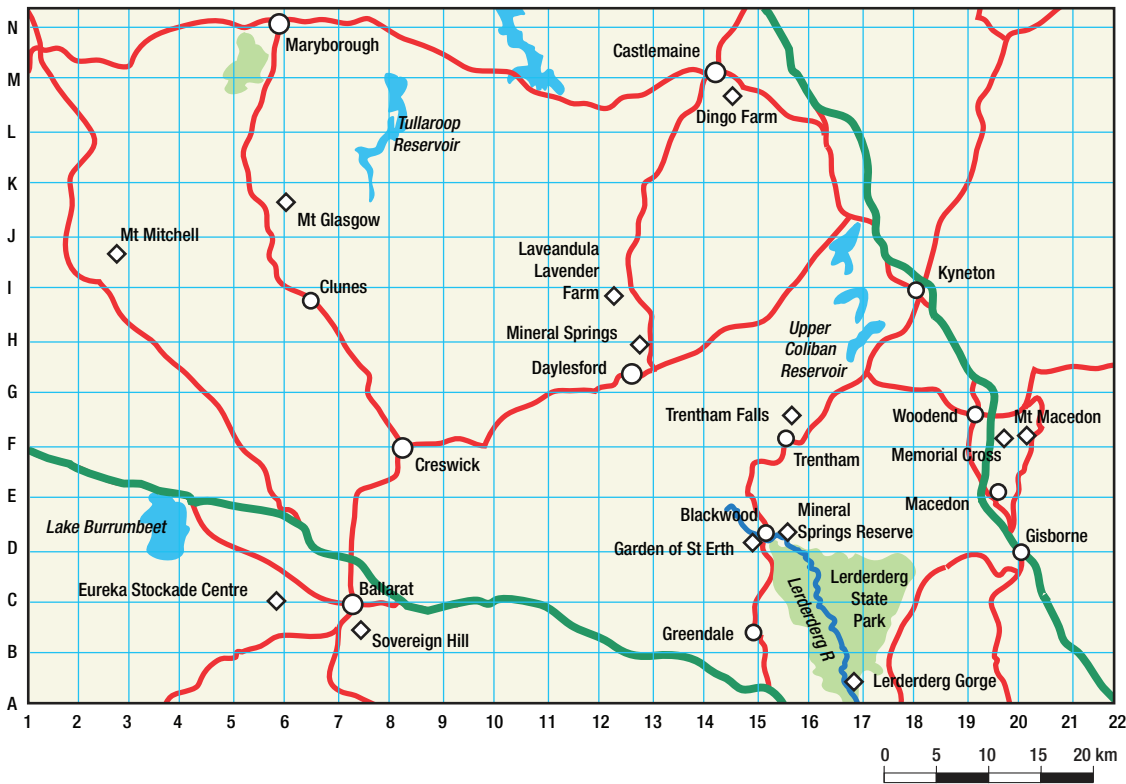 N
Maryborough
Castlemaine
M
Dingo Farm
L
Tullaroop
Reservoir
K
Mt Glasgow
J
Mt Mitchell
Laveandula
Lavender
Farm
Kyneton
I
Clunes
H
Mineral Springs
Upper
Coliban
Reservoir
Daylesford
G
Trentham Falls
Woodend
Mt Macedon
F
Creswick
Trentham
Memorial Cross
E
Macedon
Lake Burrumbeet
Blackwood
Mineral
Springs Reserve
Gisborne
D
Garden of St Erth
Eureka Stockade Centre
Ballarat
Lerderderg
State
Park
C
Lerderderg R
Greendale
Sovereign Hill
B
Lerderderg Gorge
A
1 2 3 4 5 6 7 8 9 10 11 12 13 14 15 16 17 18 19 20 21 22
0 5 10 15 20 km